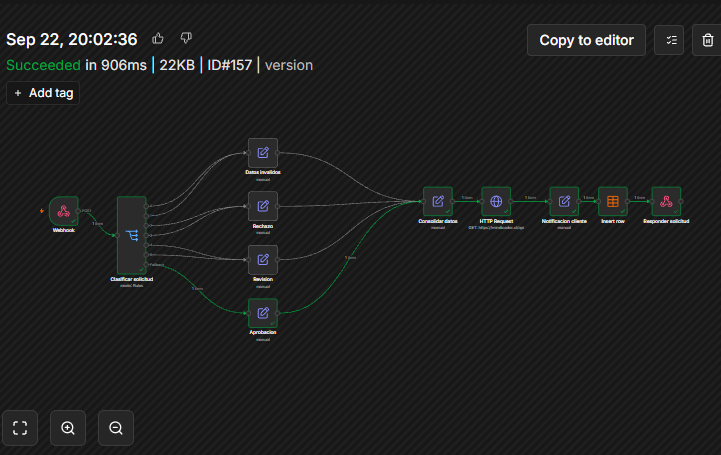 Sep 22, 20:02:36
Copy to editor
Succeeded in 906ms | 22KB | ID#157 | version
+ Add tag
Datos invalidos
manual
POST
1 item
Webhook
Rechazo
manual
Consolidar datos
manual
1 item
HTTP Request
1 item
Notificacion cliente
manual
1 item
Insert row
1 item
Responder solicitud
Clasificar solicitud
mode: Rules
Revision
manual
1 item
1 item
Aprobacion
manual